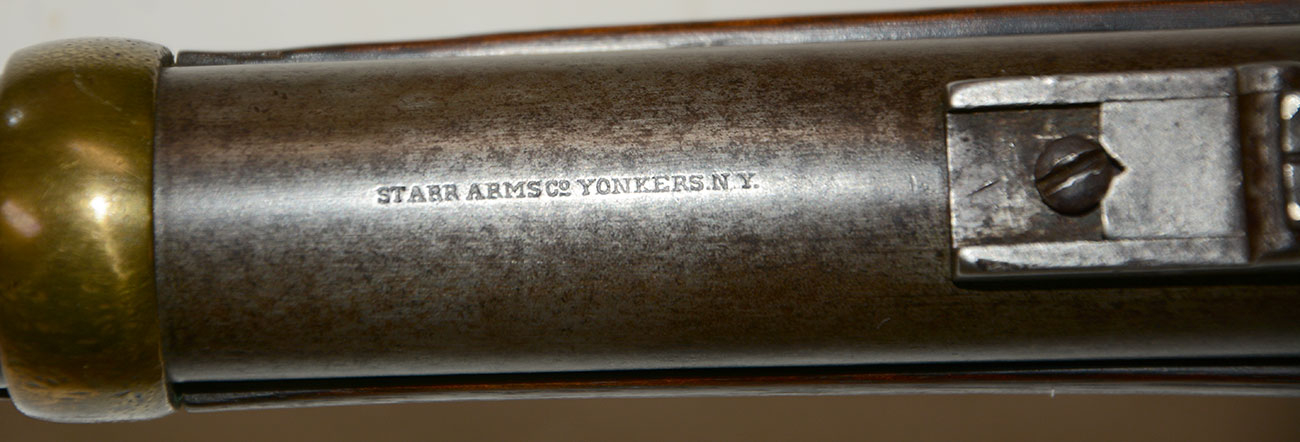 STARR ARMS Co YONKERS. N. Y.